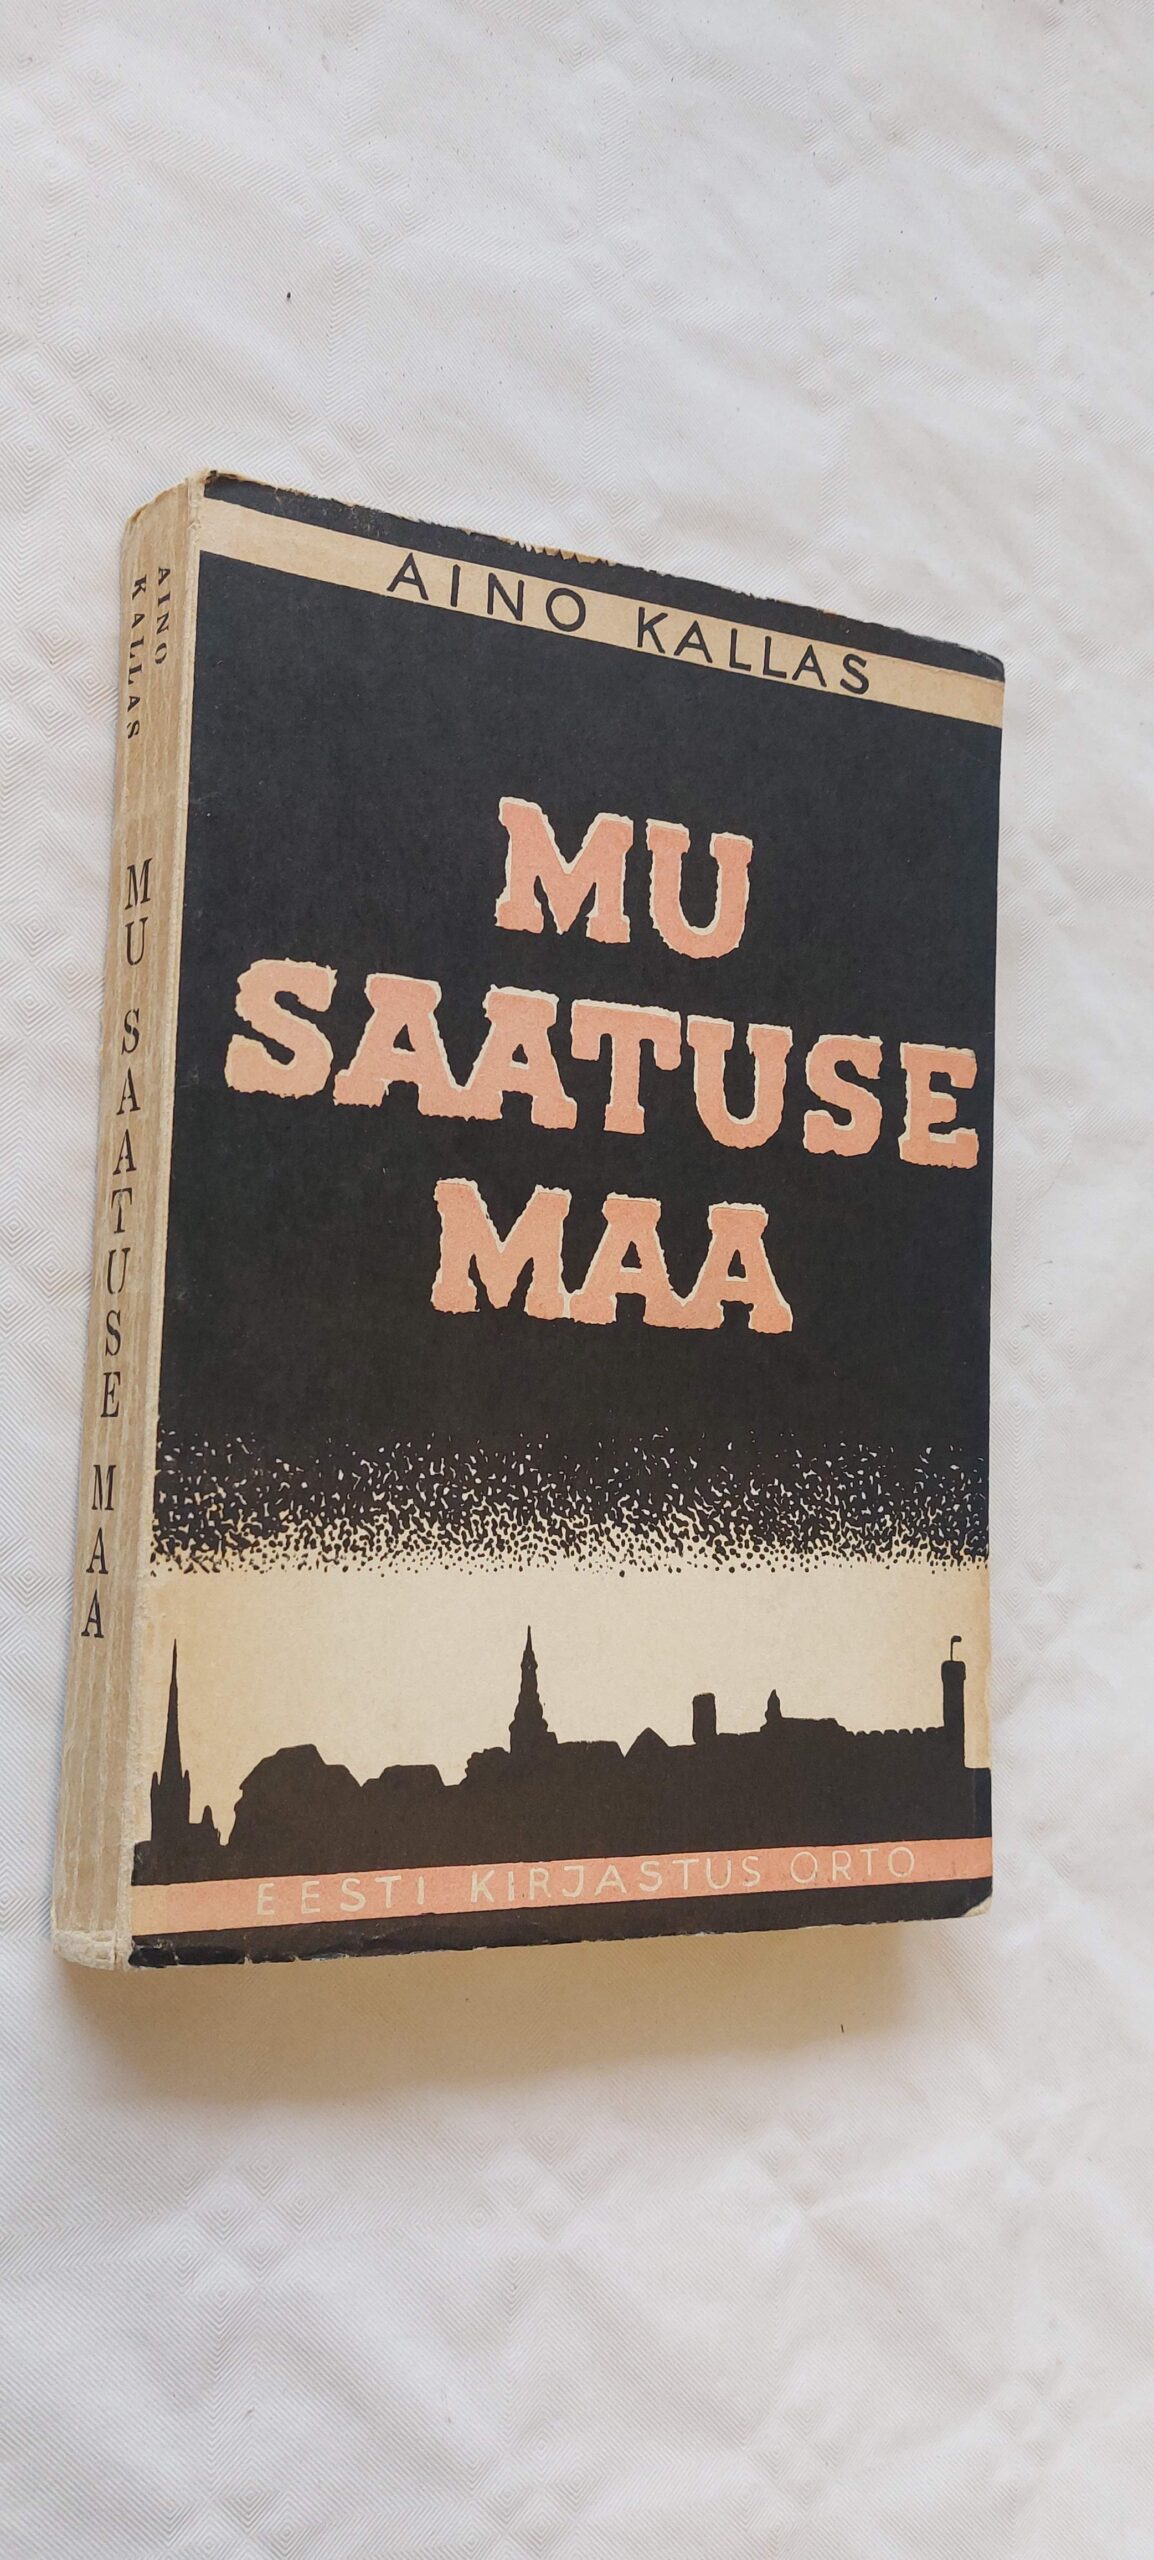 AINO KALLAS
MU
SAATUSE
MAA
EESTI KIRJASTUS ORTO
AINO
KALLAS
MU SAATUSE MAA